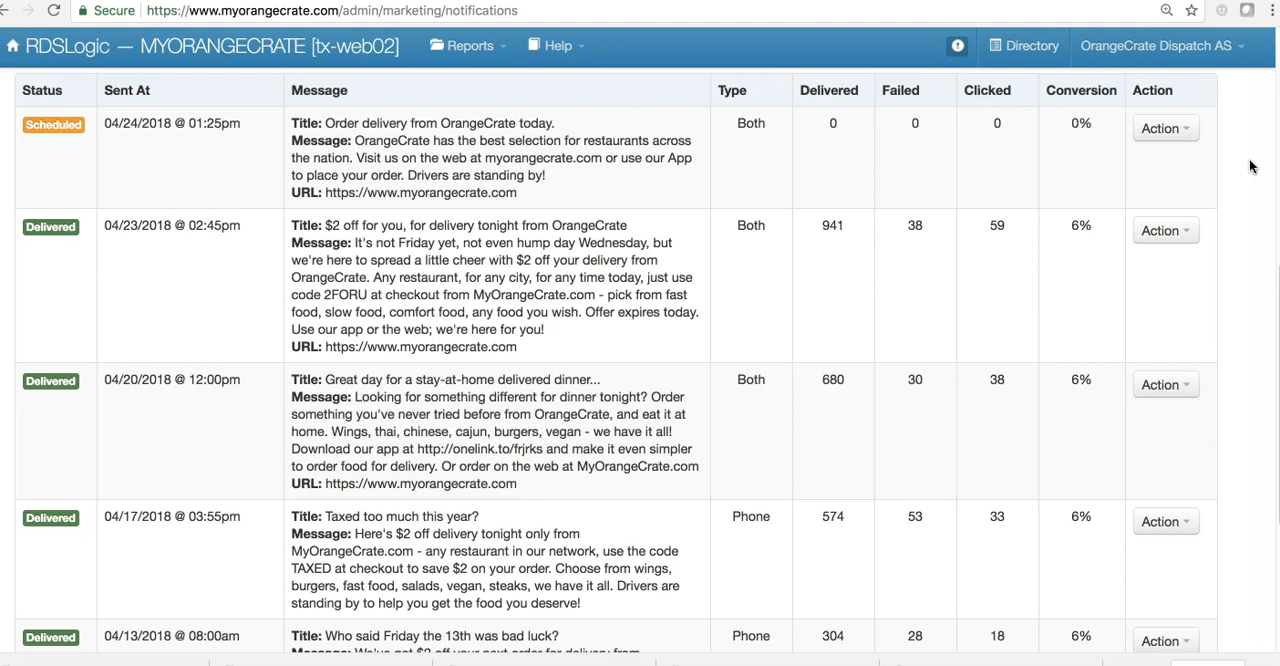 Secure https://www.myorangecrate.com/admin/marketing/notifications
RDSLogic — MYORANGECRATE [tx-web02] Reports Help Directory OrangeCrate Dispatch AS
Status Sent At Message Type Delivered Failed Clicked Conversion Action
Scheduled 04/24/2018 @ 01:25pm Title: Order delivery from OrangeCrate today. Both 0 0 0 0% Action
Message: OrangeCrate has the best selection for restaurants across
the nation. Visit us on the web at myorangecrate.com or use our App
to place your order. Drivers are standing by!
URL: https://www.myorangecrate.com
Delivered 04/23/2018 @ 02:45pm Title: $2 off for you, for delivery tonight from OrangeCrate Both 941 38 59 6% Action
Message: It's not Friday yet, not even hump day Wednesday, but
we're here to spread a little cheer with $2 off your delivery from
OrangeCrate. Any restaurant, for any city, for any time today, just use
code 2FORU at checkout from MyOrangeCrate.com - pick from fast
food, slow food, comfort food, any food you wish. Offer expires today.
Use our app or the web; we're here for you!
URL: https://www.myorangecrate.com
Delivered 04/20/2018 @ 12:00pm Title: Great day for a stay-at-home delivered dinner... Both 680 30 38 6% Action
Message: Looking for something different for dinner tonight? Order
something you've never tried before from OrangeCrate, and eat it at
home. Wings, thai, chinese, cajun, burgers, vegan - we have it all!
Download our app at http://onelink.to/frjrks and make it even simpler
to order food for delivery. Or order on the web at MyOrangeCrate.com
URL: https://www.myorangecrate.com
Delivered 04/17/2018 @ 03:55pm Title: Taxed too much this year? Phone 574 53 33 6% Action
Message: Here's $2 off delivery tonight only from
MyOrangeCrate.com - any restaurant in our network, use the code
TAXED at checkout to save $2 on your order. Choose from wings,
burgers, fast food, salads, vegan, steaks, we have it all. Drivers are
standing by to help you get the food you deserve!
Delivered 04/13/2018 @ 08:00am Title: Who said Friday the 13th was bad luck? Phone 304 28 18 6% Action
Message: We've got $2 off your next order for delivery from